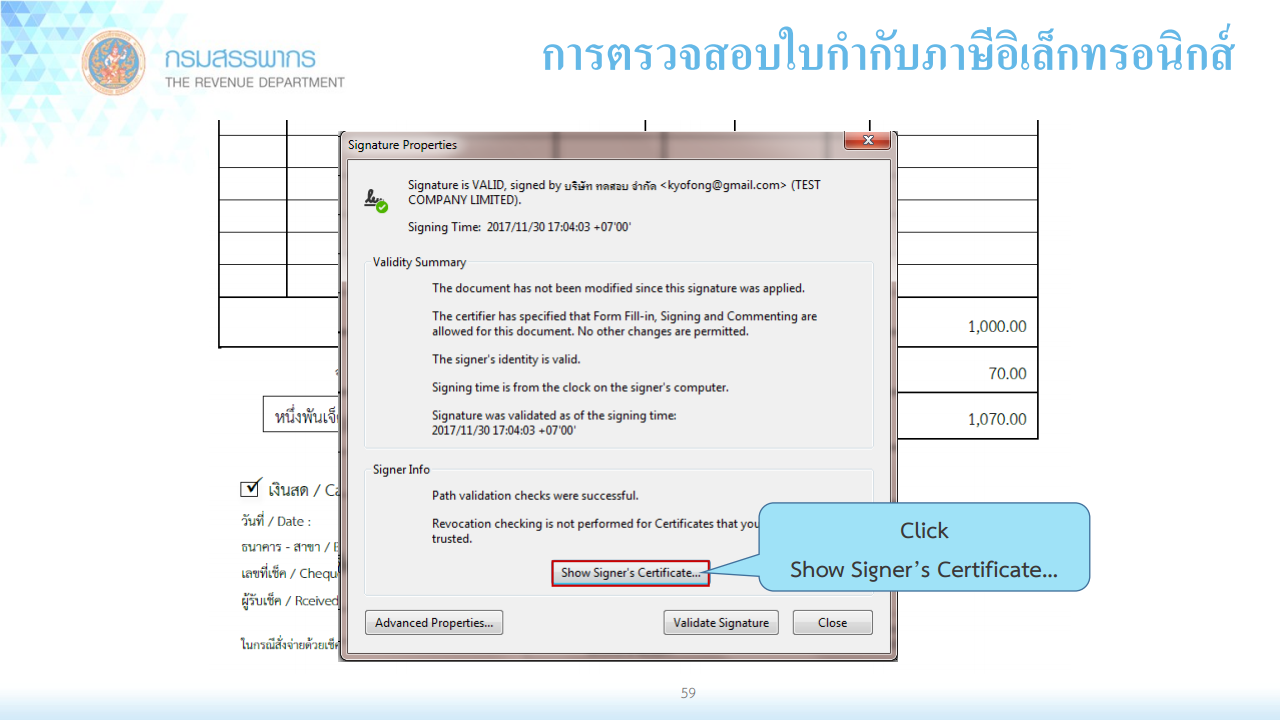 กรมสรรพากร
THE REVENUE DEPARTMENT
การตรวจสอบใบกำกับภาษีอิเล็กทรอนิกส์
Signature Properties
Signature is VALID, signed by บริษัท ทดสอบ จำกัด <kyofong@gmail.com> (TEST
COMPANY LIMITED).
Signing Time: 2017/11/30 17:04:03 +07'00'
Validity Summary
The document has not been modified since this signature was applied.
The certifier has specified that Form Fill-in, Signing and Commenting are
allowed for this document. No other changes are permitted.
The signer's identity is valid.
Signing time is from the clock on the signer's computer.
Signature was validated as of the signing time:
2017/11/30 17:04:03 +07'00'
Signer Info
Path validation checks were successful.
Revocation checking is not performed for Certificates that you
trusted.
Show Signer's Certificate...
Advanced Properties...
Validate Signature
Close
Click
Show Signer's Certificate...
1,000.00
70.00
หนึ่งพันเจ็
1,070.00
เงินสด / Ca
วันที่ / Date :
ธนาคาร - สาขา /
เลขที่เช็ค / Chequ
ผู้รับเช็ค / Rceived
ในกรณีสั่งจ่ายด้วยเช็ค
59